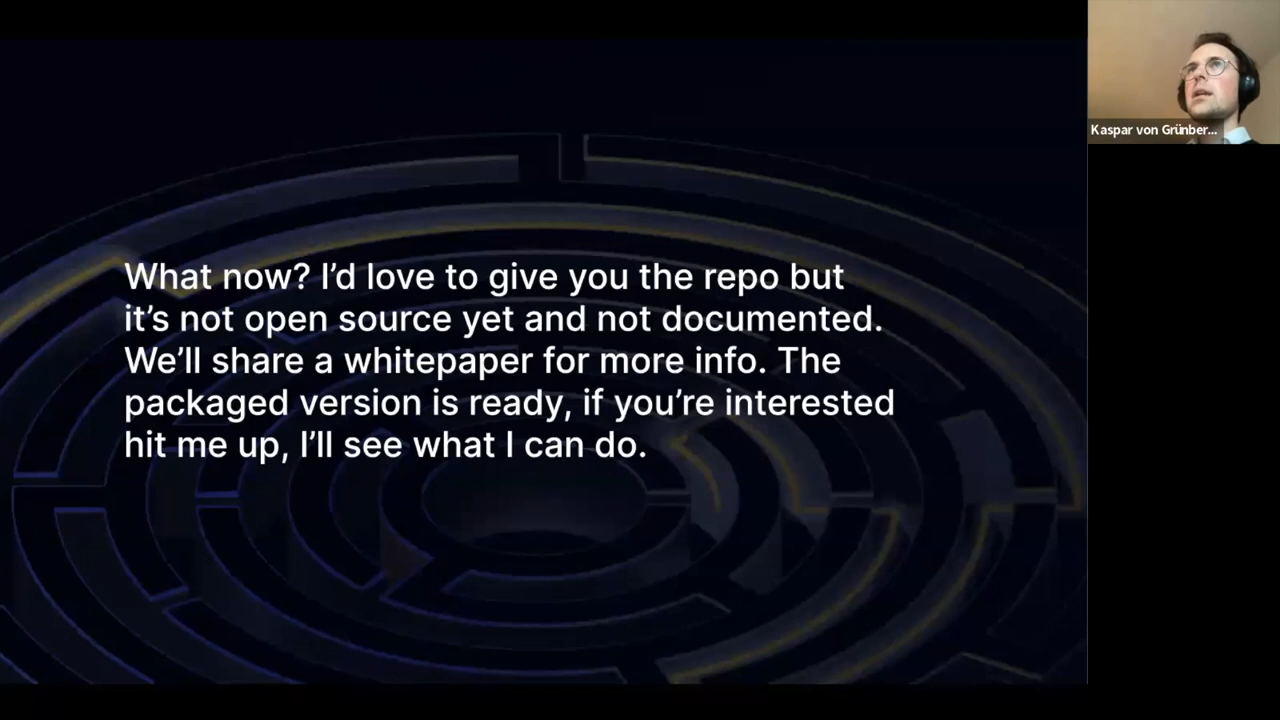 What now? I’d love to give you the repo but
it’s not open source yet and not documented.
We’ll share a whitepaper for more info. The
packaged version is ready, if you’re interested
hit me up, I’ll see what I can do.
Kaspar von Grünber...